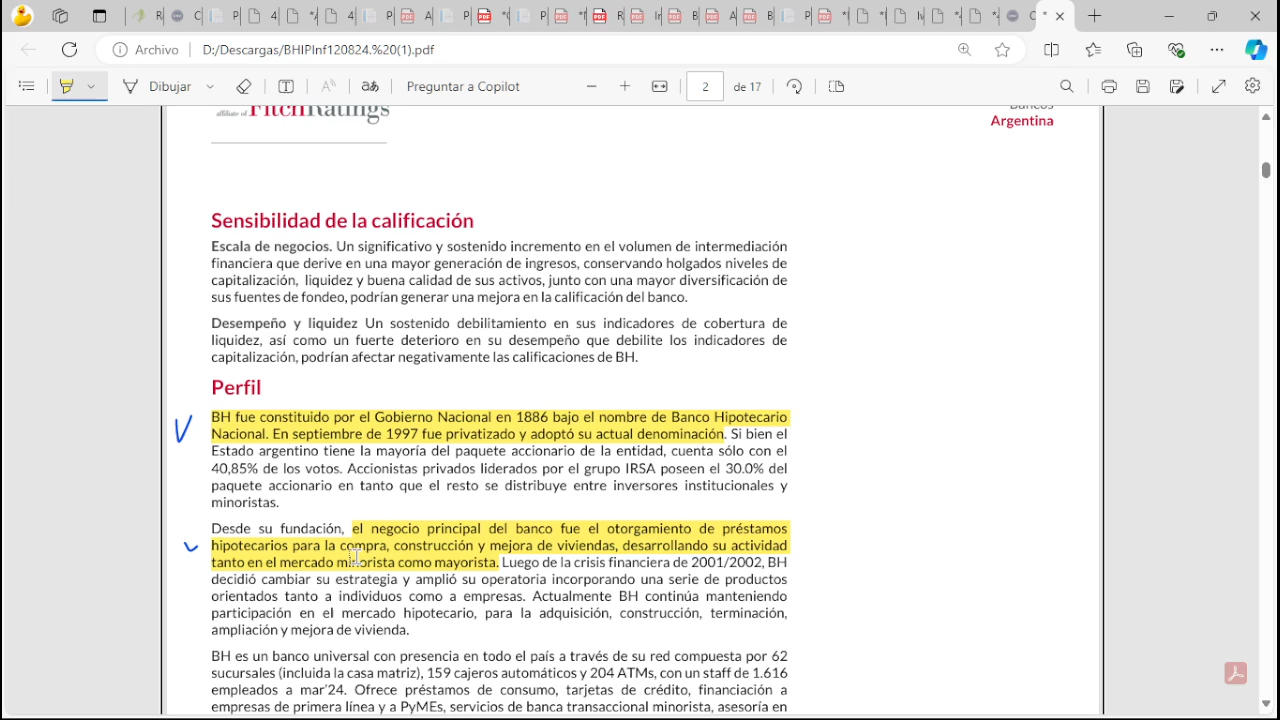 Archivo
D:/Descargas/BHIPInf120824.%20(1).pdf
Dibujar
Preguntar a Copilot
2
de 17
affiliate of FitchRatings
Bancos
Argentina
Sensibilidad de la calificación
Escala de negocios. Un significativo y sostenido incremento en el volumen de intermediación
financiera que derive en una mayor generación de ingresos, conservando holgados niveles de
capitalización, liquidez y buena calidad de sus activos, junto con una mayor diversificación de
sus fuentes de fondeo, podrían generar una mejora en la calificación del banco.
Desempeño y liquidez Un sostenido debilitamiento en sus indicadores de cobertura de
liquidez, así como un fuerte deterioro en su desempeño que debilite los indicadores de
capitalización, podrían afectar negativamente las calificaciones de BH.
Perfil
BH fue constituido por el Gobierno Nacional en 1886 bajo el nombre de Banco Hipotecario
Nacional. En septiembre de 1997 fue privatizado y adoptó su actual denominación. Si bien el
Estado argentino tiene la mayoría del paquete accionario de la entidad, cuenta sólo con el
40,85% de los votos. Accionistas privados liderados por el grupo IRSA poseen el 30.0% del
paquete accionario en tanto que el resto se distribuye entre inversores institucionales y
minoristas.
Desde su fundación, el negocio principal del banco fue el otorgamiento de préstamos
hipotecarios para la compra, construcción y mejora de viviendas, desarrollando su actividad
tanto en el mercado minorista como mayorista. Luego de la crisis financiera de 2001/2002, BH
decidió cambiar su estrategia y amplió su operatoria incorporando una serie de productos
orientados tanto a individuos como a empresas. Actualmente BH continúa manteniendo
participación en el mercado hipotecario, para la adquisición, construcción, terminación,
ampliación y mejora de vivienda.
BH es un banco universal con presencia en todo el país a través de su red compuesta por 62
sucursales (incluida la casa matriz), 159 cajeros automáticos y 204 ATMs, con un staff de 1.616
empleados a mar'24. Ofrece préstamos de consumo, tarjetas de crédito, financiación a
empresas de primera línea y a PyMEs, servicios de banca transaccional minorista, asesoría en